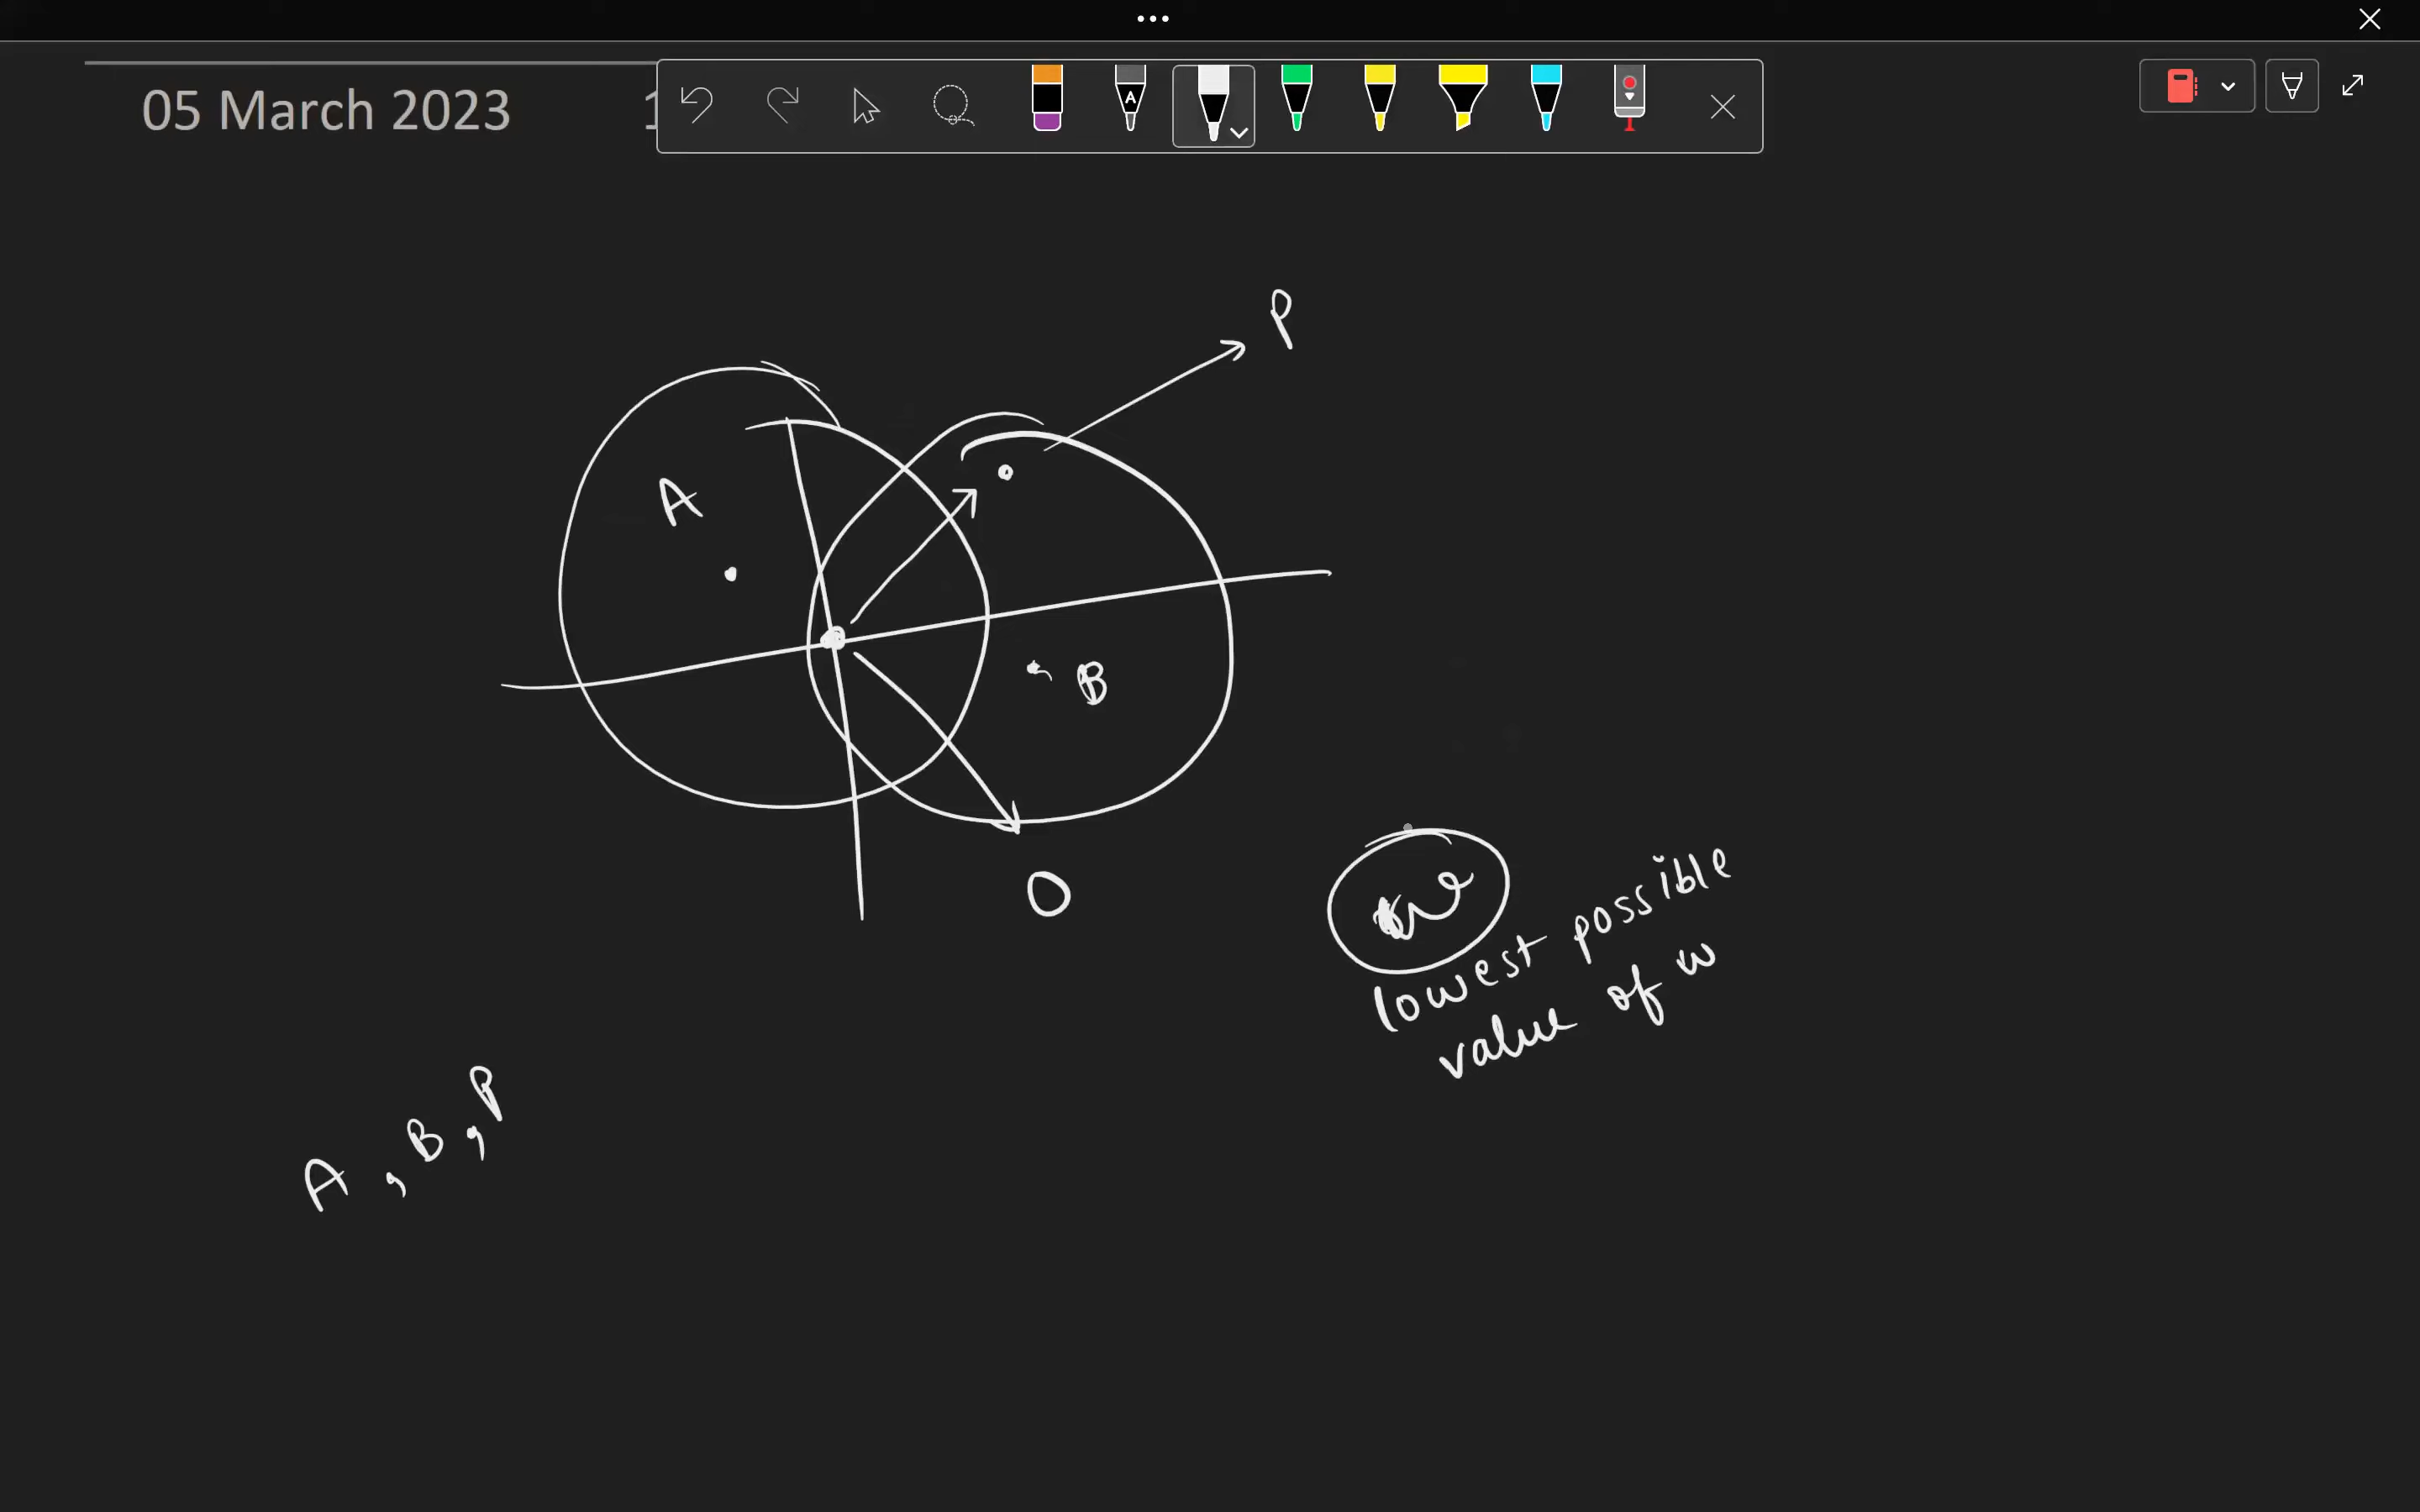 05 March 2023
P
A
B
O
w
lowest possible
value of w
A, B, P